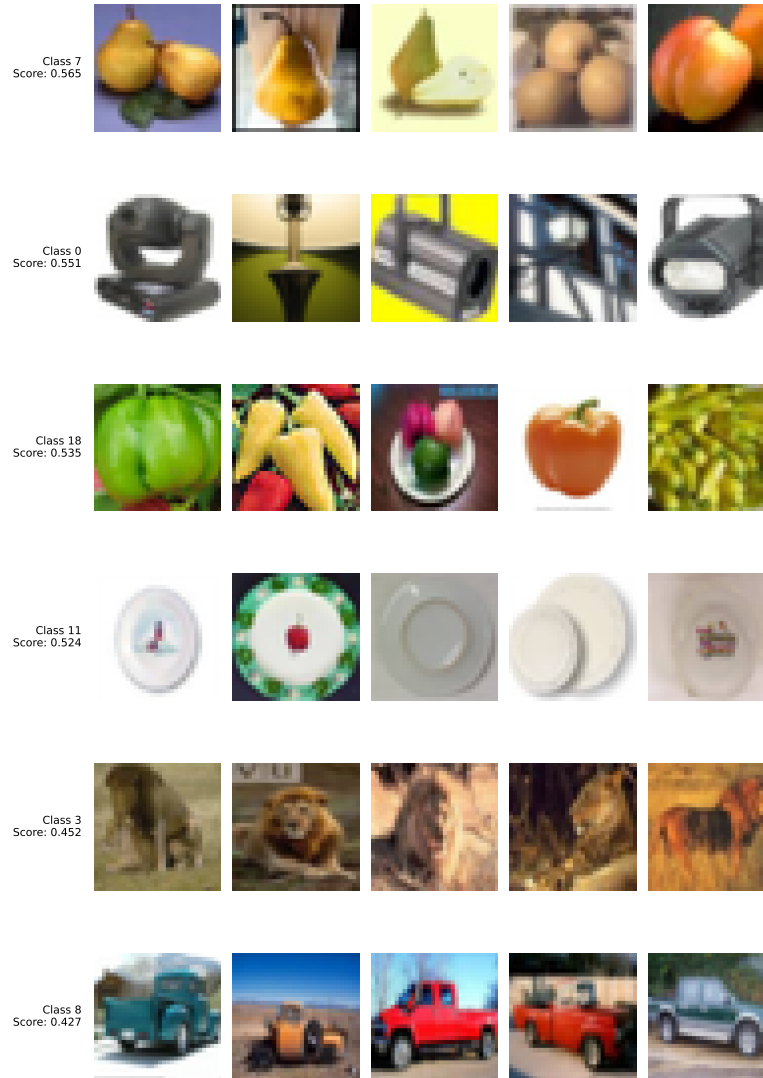 Class 7
Score: 0.565
Class 0
Score: 0.551
Class 18
Score: 0.535
Class 11
Score: 0.524
Class 3
Score: 0.452
Class 8
Score: 0.427